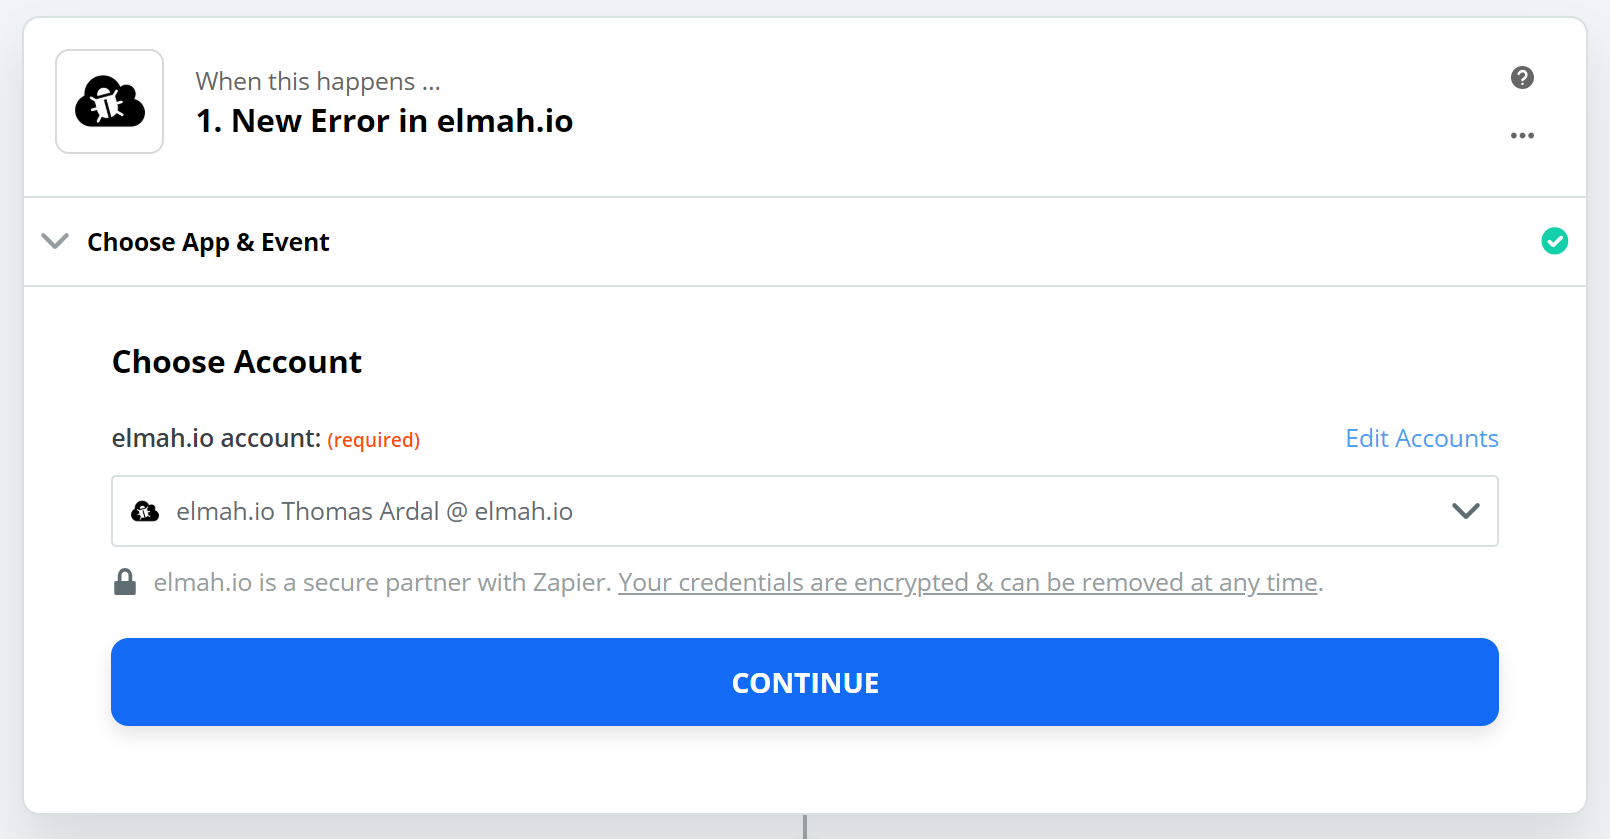 When this happens ...
1. New Error in elmah.io
Choose App & Event
Choose Account
elmah.io account: (required)
Edit Accounts
elmah.io Thomas Ardal @ elmah.io
elmah.io is a secure partner with Zapier. Your credentials are encrypted & can be removed at any time.
CONTINUE